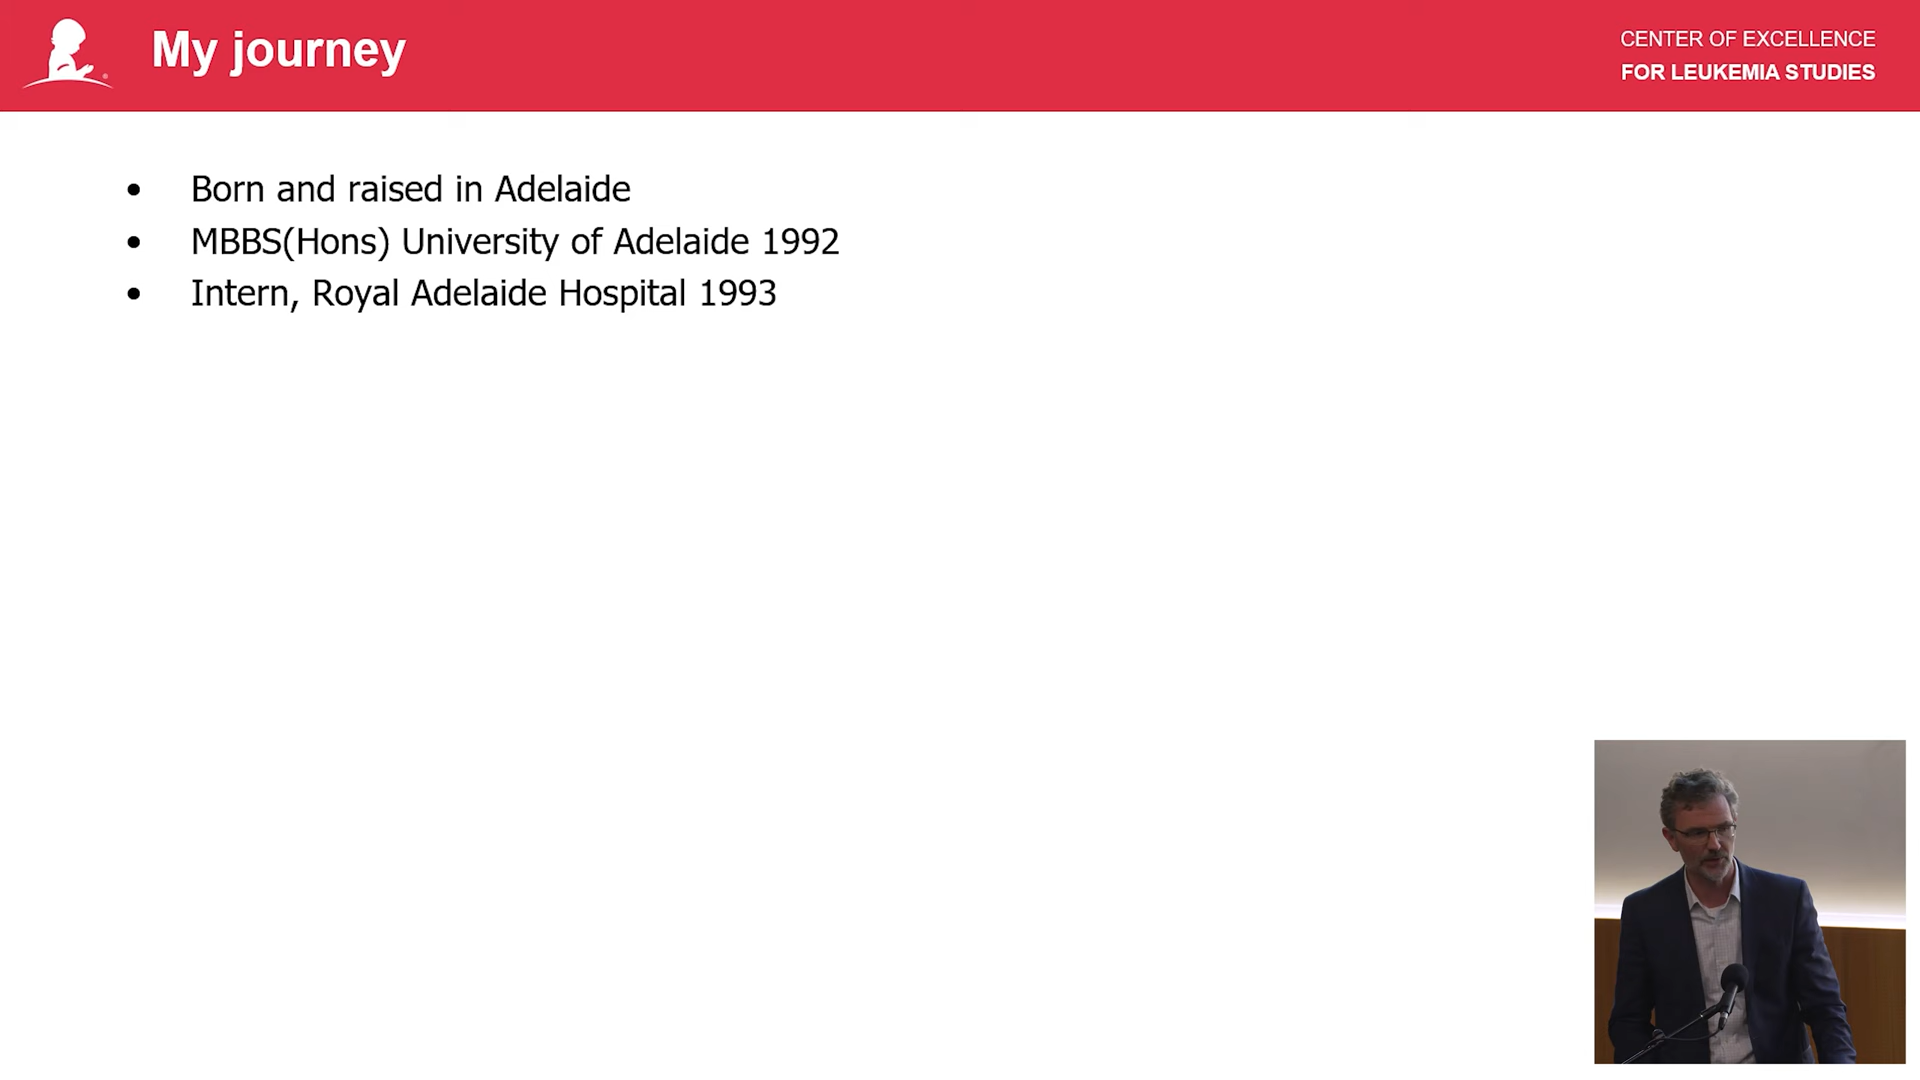 My journey
CENTER OF EXCELLENCE
FOR LEUKEMIA STUDIES
• Born and raised in Adelaide
• MBBS(Hons) University of Adelaide 1992
• Intern, Royal Adelaide Hospital 1993